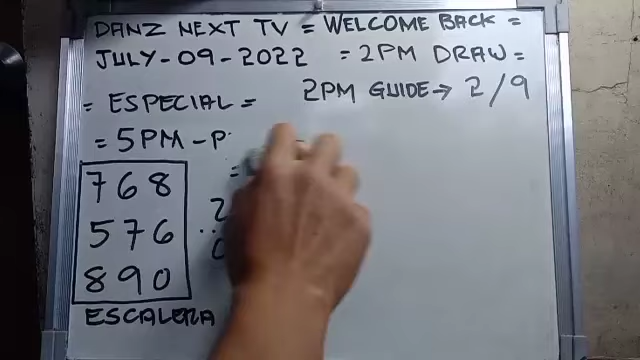 DANZ NEXT TV = WELCOME BACK =
JULY-09-2022 = 2PM DRAW =
= ESPECIAL = 2PM GUIDE → 2/9
= 5PM - P
768
576
890
ESCALERA